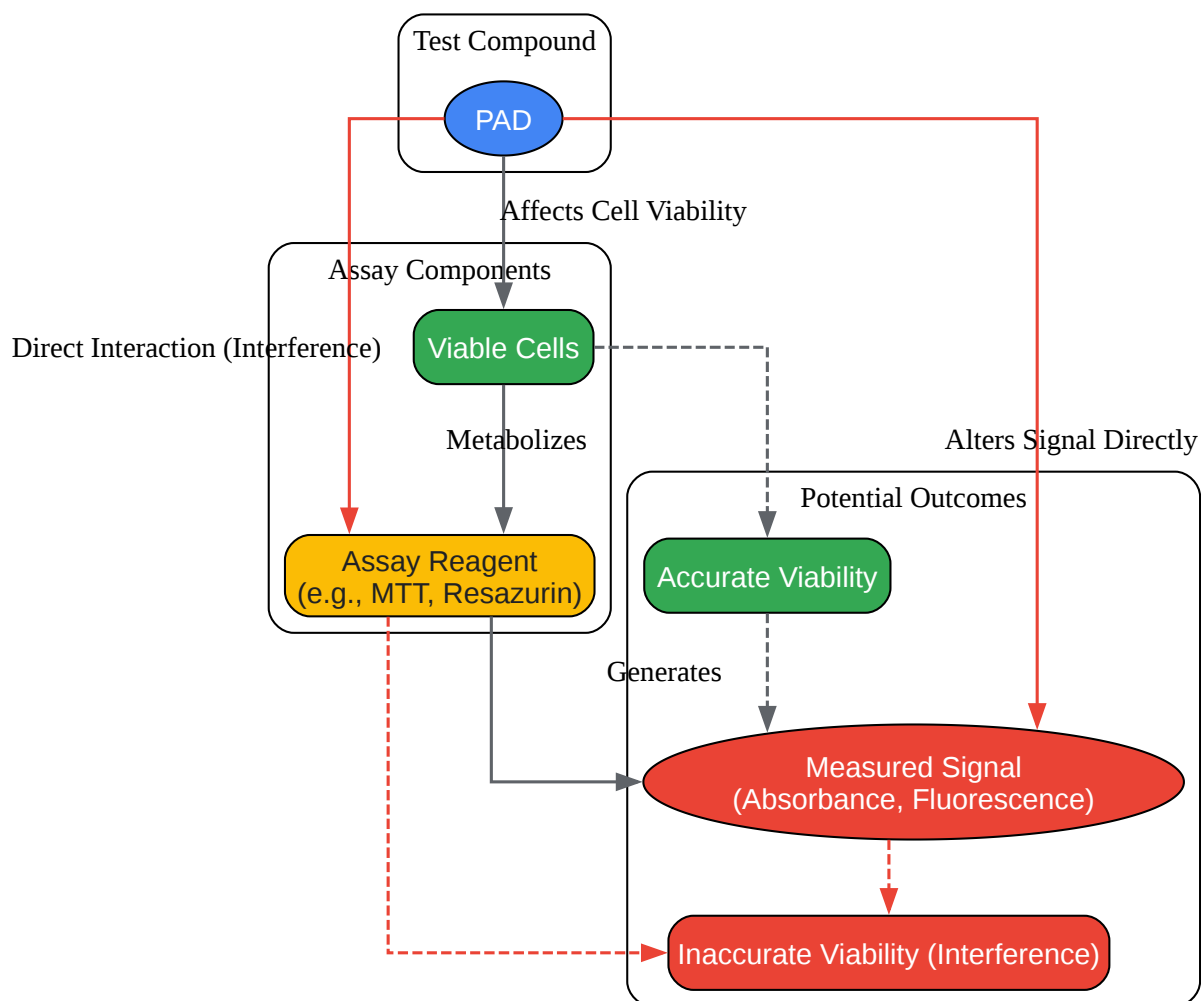 Test Compound
PAD
Affects Cell Viability
Assay Components
Direct Interaction (Interference)
Viable Cells
Metabolizes
Alters Signal Directly
Potential Outcomes
Assay Reagent
(e.g., MTT, Resazurin)
Accurate Viability
Generates
Measured Signal
(Absorbance, Fluorescence)
Inaccurate Viability (Interference)